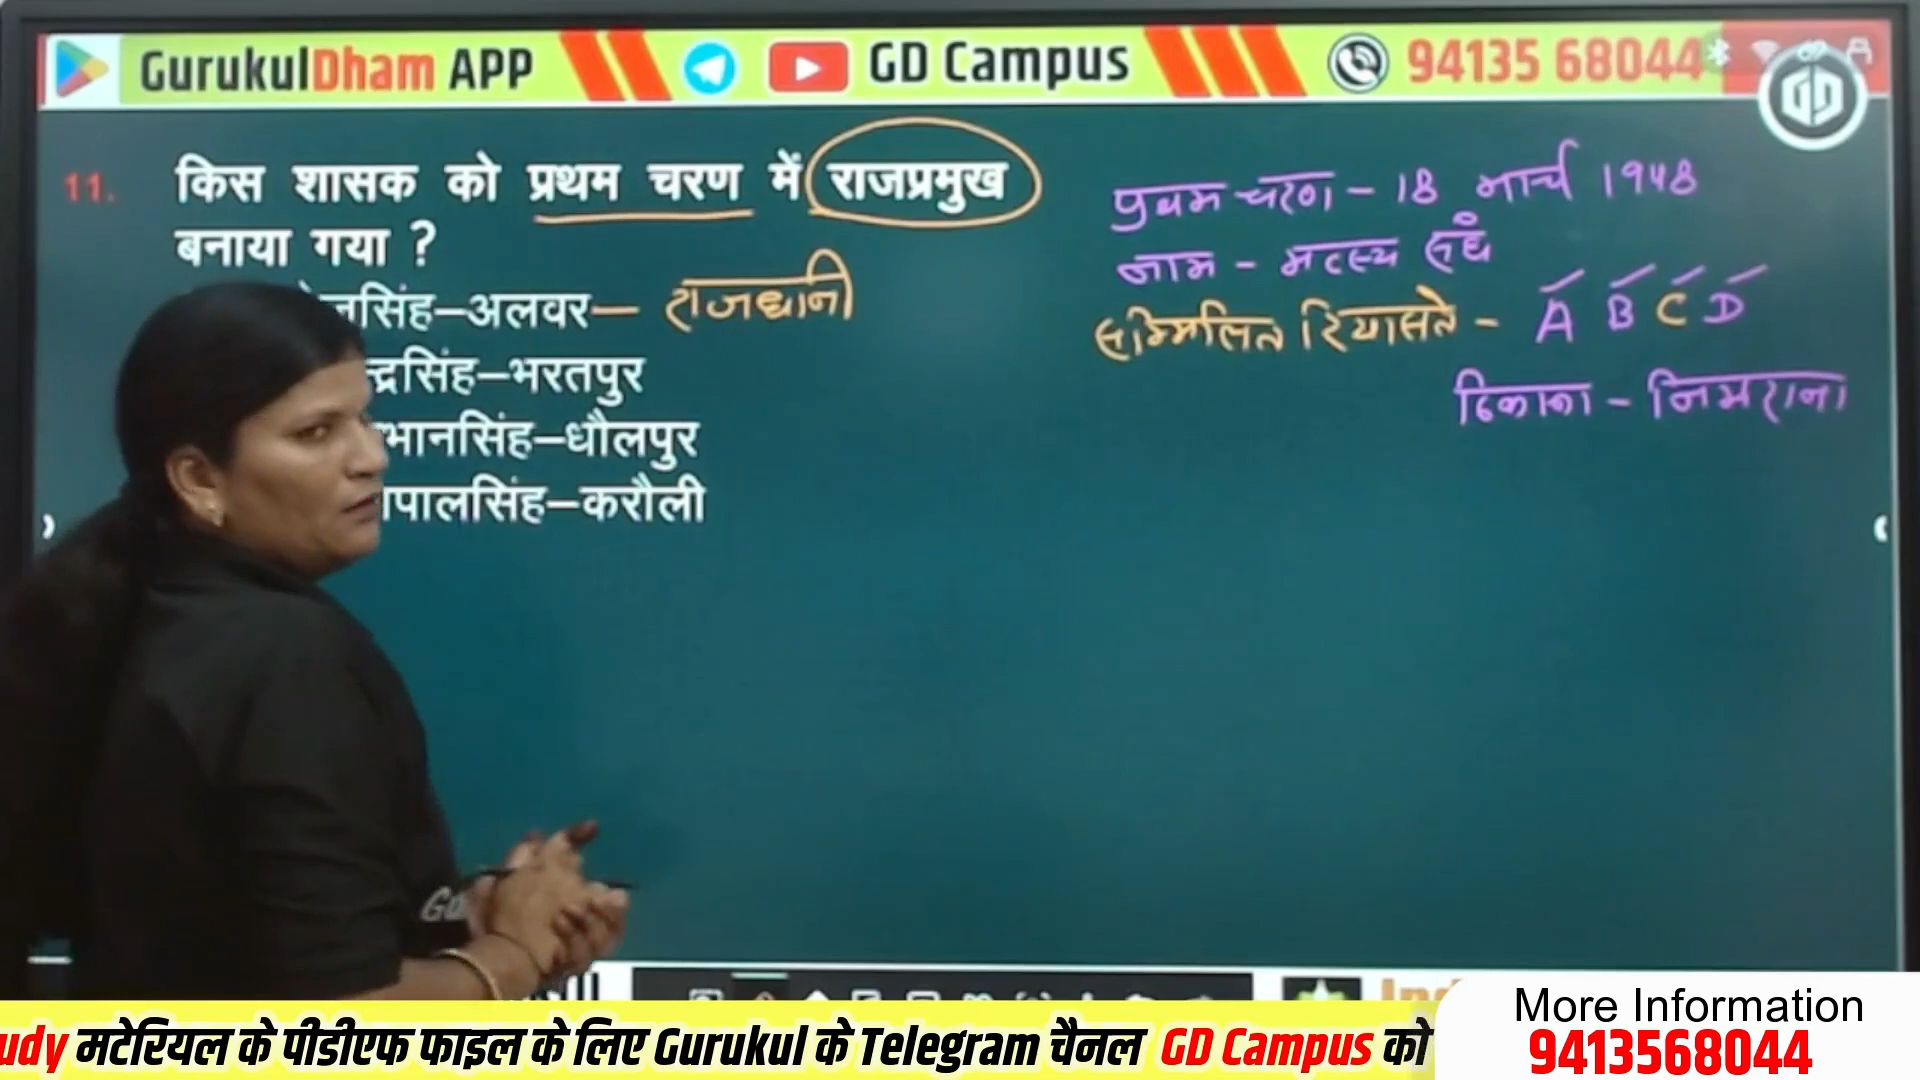 GurukulDham APP GD Campus 94135 68044
11. किस शासक को प्रथम चरण में राजप्रमुख
बनाया गया ?
सिंह–अलवर– राजधानी
सिंह–भरतपुर
भानसिंह–धौलपुर
पालसिंह–करौली
प्रथम चरण – 18 मार्च 1948
नाम – मत्स्य संघ
सम्मिलित रियासते – A B C D
ठिकाना – निमराना
GD
udy मटेरियल के पीडीएफ फाइल के लिए Gurukul के Telegram चैनल GD Campus को
More Information
9413568044